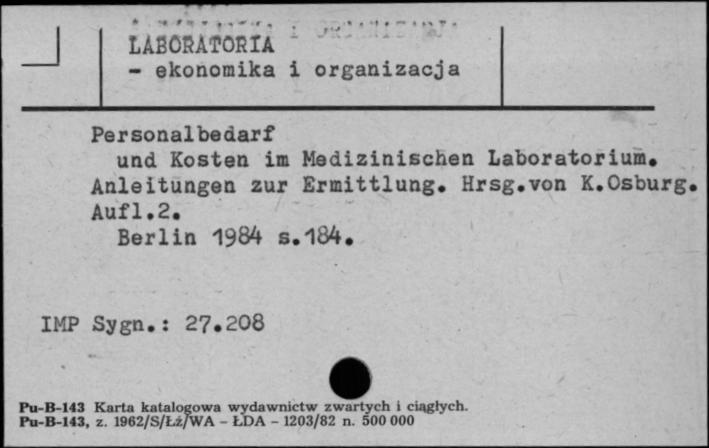 I ORGANIZACJA
LABORATORIA
- ekonomika i organizacja
Personalbedarf
und Kosten im Medizinischen Laboratorium.
Anleitungen zur Ermittlung. Hrsg.von K.Osburg.
Aufl.2.
Berlin 1984 s.184.
IMP Sygn.: 27.208
Pu-B-143 Karta katalogowa wydawnictw zwartych i ciągłych.
Pu-B-143, z. 1962/S/Łź/WA - ŁDA - 1203/82 n. 500 000